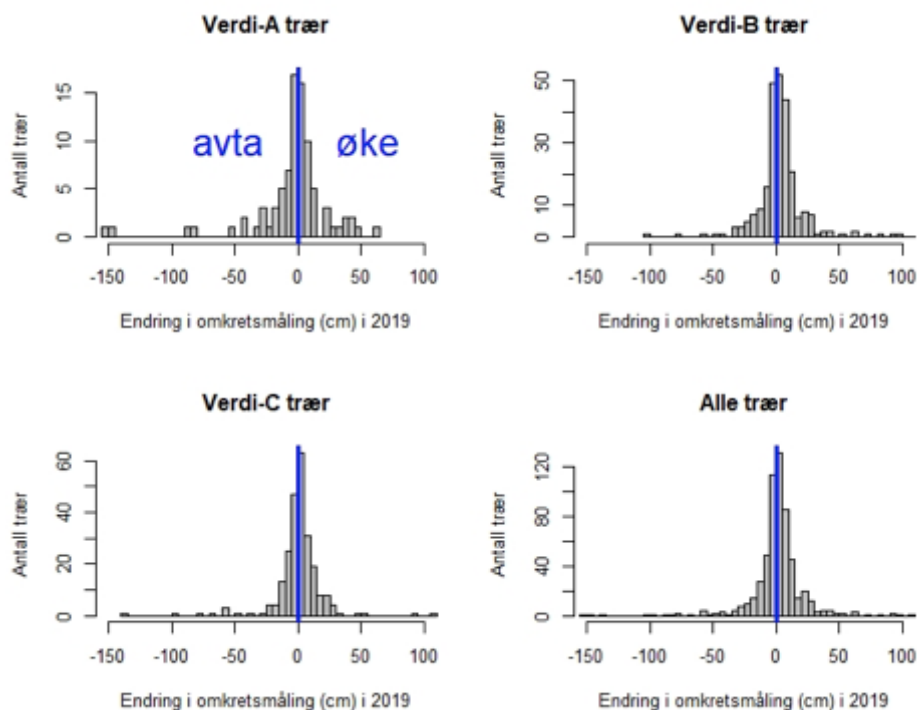 Verdi-A trær
Antall trær
15
10
5
0
avta øke
-150 -100 -50 0 50 100
Endring i omkretsmåling (cm) i 2019
Verdi-B trær
Antall trær
50
30
10
0
-150 -100 -50 0 50 100
Endring i omkretsmåling (cm) i 2019
Verdi-C trær
Antall trær
60
40
20
0
-150 -100 -50 0 50 100
Endring i omkretsmåling (cm) i 2019
Alle trær
Antall trær
120
80
40
0
-150 -100 -50 0 50 100
Endring i omkretsmåling (cm) i 2019